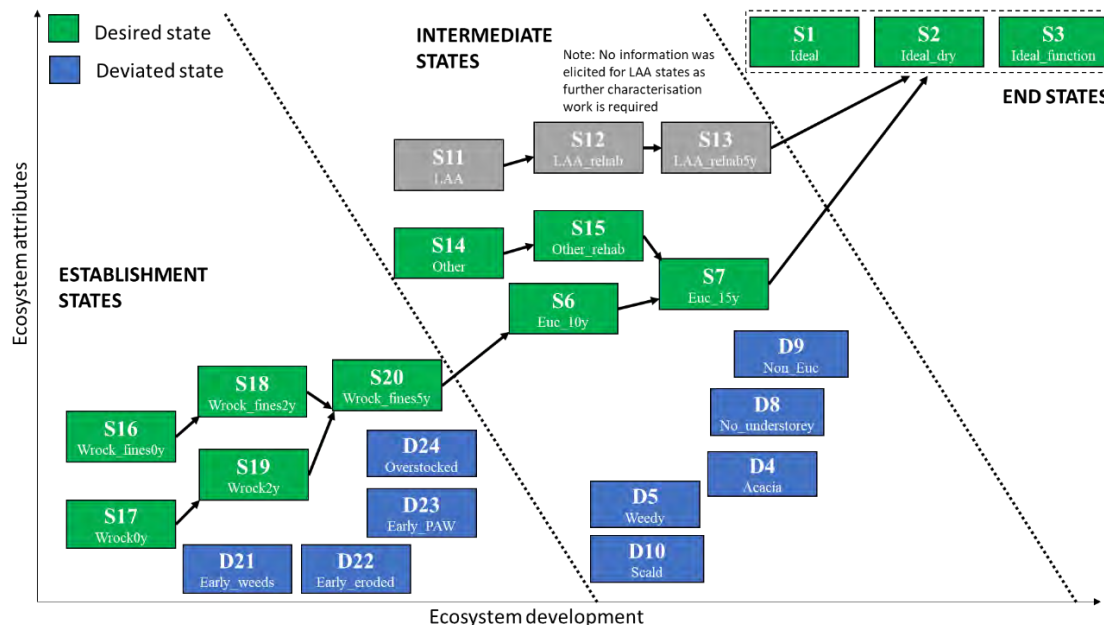 Desired state
Deviated state
INTERMEDIATE
STATES
Note: No information was
elicited for LAA states as
further characterisation
work is required
S1
Ideal
S2
Ideal_dry
S3
Ideal_function
END STATES
S11
LAA
S12
LAA_rehab
S13
LAA_rehab5y
S14
Other
S15
Other_rehab
S7
Euc_15y
S6
Euc_10y
ESTABLISHMENT
STATES
S16
Wrock_fines0y
S18
Wrock_fines2y
S20
Wrock_fines5y
S17
Wrock0y
S19
Wrock2y
D24
Overstocked
D23
Early_PAW
D21
Early_weeds
D22
Early_eroded
D9
Non_Euc
D8
No_understorey
D4
Acacia
D5
Weedy
D10
Scald
Ecosystem attributes
Ecosystem development